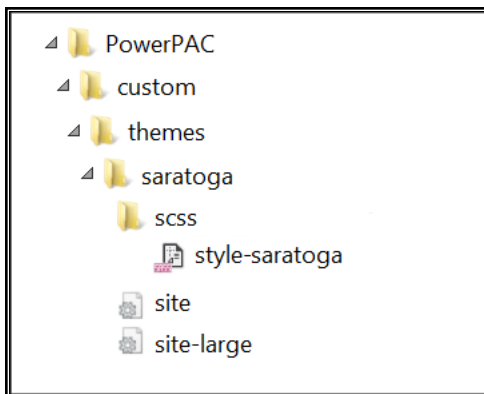 PowerPAC
custom
themes
saratoga
scss
style-saratoga
site
site-large